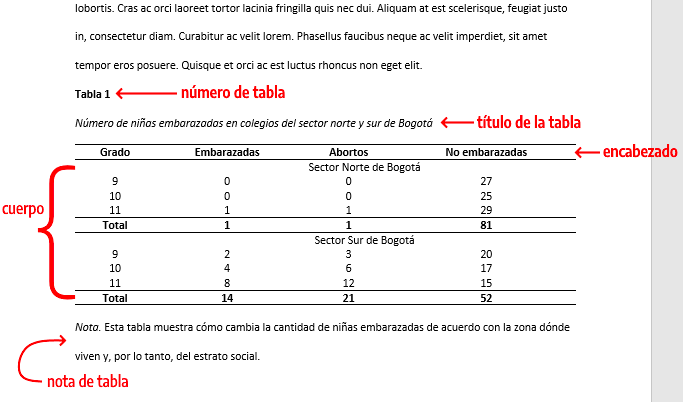 lobortis. Cras ac orci laoreet tortor lacinia fringilla quis nec dui. Aliquam at est scelerisque, feugiat justo
in, consectetur diam. Curabitur ac velit lorem. Phasellus faucibus neque ac velit imperdiet, sit amet
tempor eros posuere. Quisque et orci ac est luctus rhoncus non eget elit.
Tabla 1 número de tabla
Número de niñas embarazadas en colegios del sector norte y sur de Bogotá título de la tabla
Grado Embarazadas Abortos No embarazadas encabezado
Sector Norte de Bogotá
9 0 0 27
10 0 0 25
cuerpo 11 1 1 29
Total 1 1 81
Sector Sur de Bogotá
9 2 3 20
10 4 6 17
11 8 12 15
Total 14 21 52
Nota. Esta tabla muestra cómo cambia la cantidad de niñas embarazadas de acuerdo con la zona dónde
viven y, por lo tanto, del estrato social.
nota de tabla